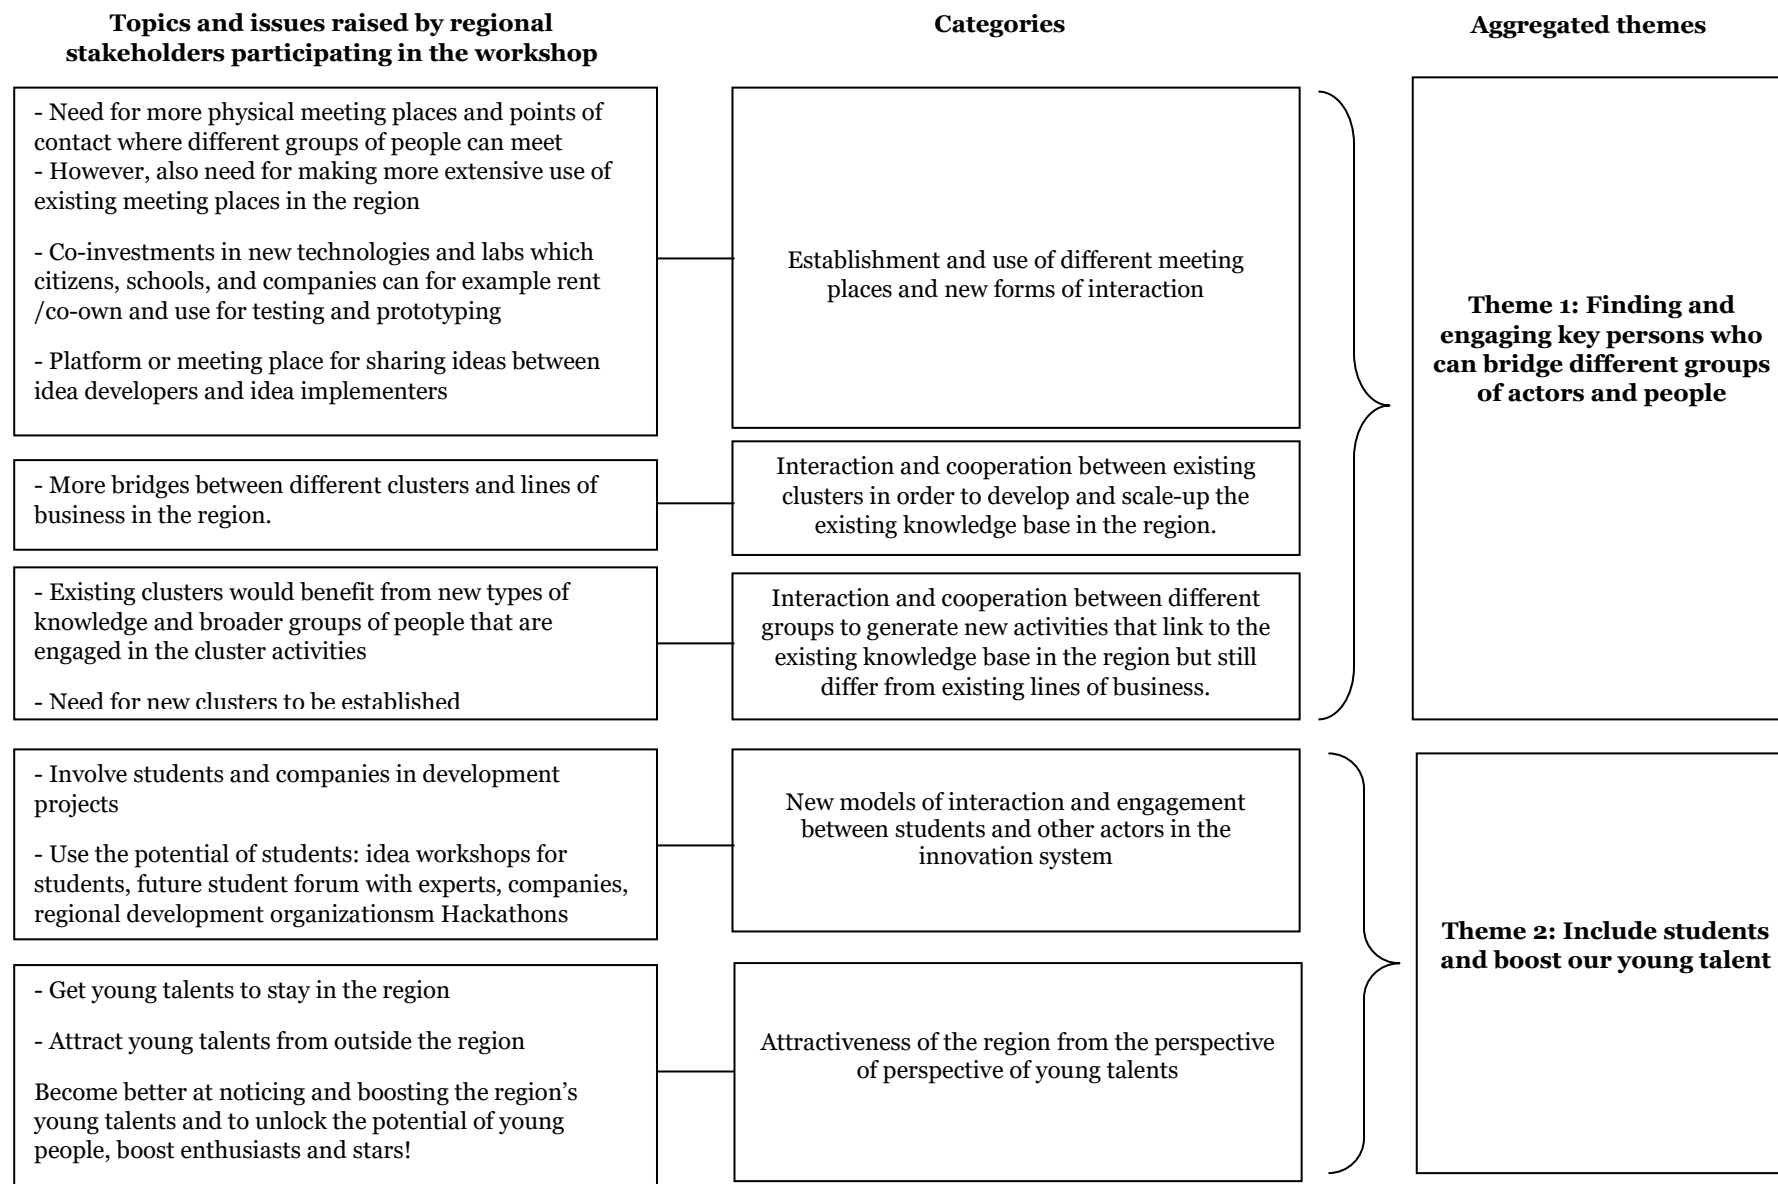 Topics and issues raised by regional
stakeholders participating in the workshop
Categories
Aggregated themes
- Need for more physical meeting places and points of
contact where different groups of people can meet
- However, also need for making more extensive use of
existing meeting places in the region
- Co-investments in new technologies and labs which
citizens, schools, and companies can for example rent
/co-own and use for testing and prototyping
- Platform or meeting place for sharing ideas between
idea developers and idea implementers
Establishment and use of different meeting
places and new forms of interaction
Theme 1: Finding and
engaging key persons who
can bridge different groups
of actors and people
- More bridges between different clusters and lines of
business in the region.
Interaction and cooperation between existing
clusters in order to develop and scale-up the
existing knowledge base in the region.
- Existing clusters would benefit from new types of
knowledge and broader groups of people that are
engaged in the cluster activities
- Need for new clusters to be established
Interaction and cooperation between different
groups to generate new activities that link to the
existing knowledge base in the region but still
differ from existing lines of business.
- Involve students and companies in development
projects
- Use the potential of students: idea workshops for
students, future student forum with experts, companies,
regional development organizationsm Hackathons
New models of interaction and engagement
between students and other actors in the
innovation system
Theme 2: Include students
and boost our young talent
- Get young talents to stay in the region
- Attract young talents from outside the region
Become better at noticing and boosting the region’s
young talents and to unlock the potential of young
people, boost enthusiasts and stars!
Attractiveness of the region from the perspective
of perspective of young talents